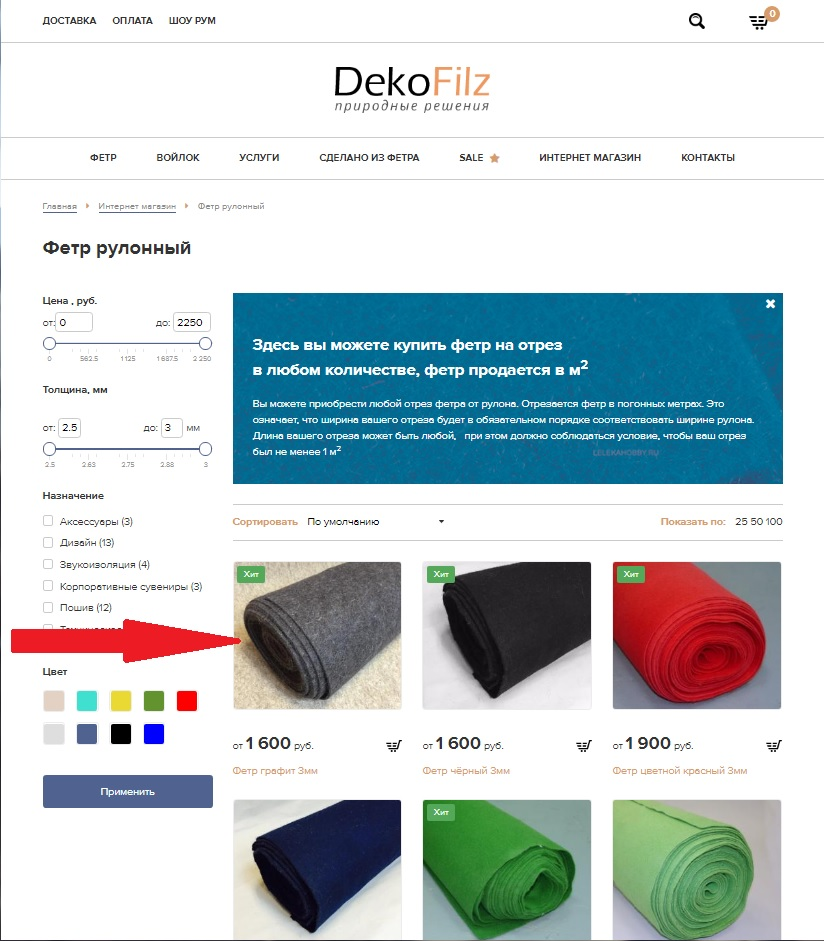 ДОСТАВКА ОПЛАТА ШОУ РУМ
0
DekoFilz
природные решения
ФЕТР ВОЙЛОК УСЛУГИ СДЕЛАНО ИЗ ФЕТРА SALE ИНТЕРНЕТ МАГАЗИН КОНТАКТЫ
Главная Интернет магазин Фетр рулонный
Фетр рулонный
Цена , руб.
от: 0 до: 2250
0 562.5 1 125 1 687.5 2 250
Толщина, мм
от: 2.5 до: 3 мм
2.5 2.63 2.75 2.88 3
Назначение
Аксессуары (3)
Дизайн (13)
Звукоизоляция (4)
Корпоративные сувениры (3)
Пошив (12)
Цвет
Применить
Здесь вы можете купить фетр на отрез
в любом количестве, фетр продается в м²
Вы можете приобрести любой отрез фетра от рулона. Отрезается фетр в погонных метрах. Это
означает, что ширина вашего отреза будет в обязательном порядке соответствовать ширине рулона.
Длина вашего отреза может быть любой, при этом должно соблюдаться условие, чтобы ваш отрез
был не менее 1 м²
LELEKAHOBBY.RU
Сортировать По умолчанию Показать по: 25 50 100
Хит Хит Хит
от 1 600 руб. от 1 600 руб. от 1 900 руб.
Фетр графит 3мм Фетр чёрный 3мм Фетр цветной красный 3мм
Хит